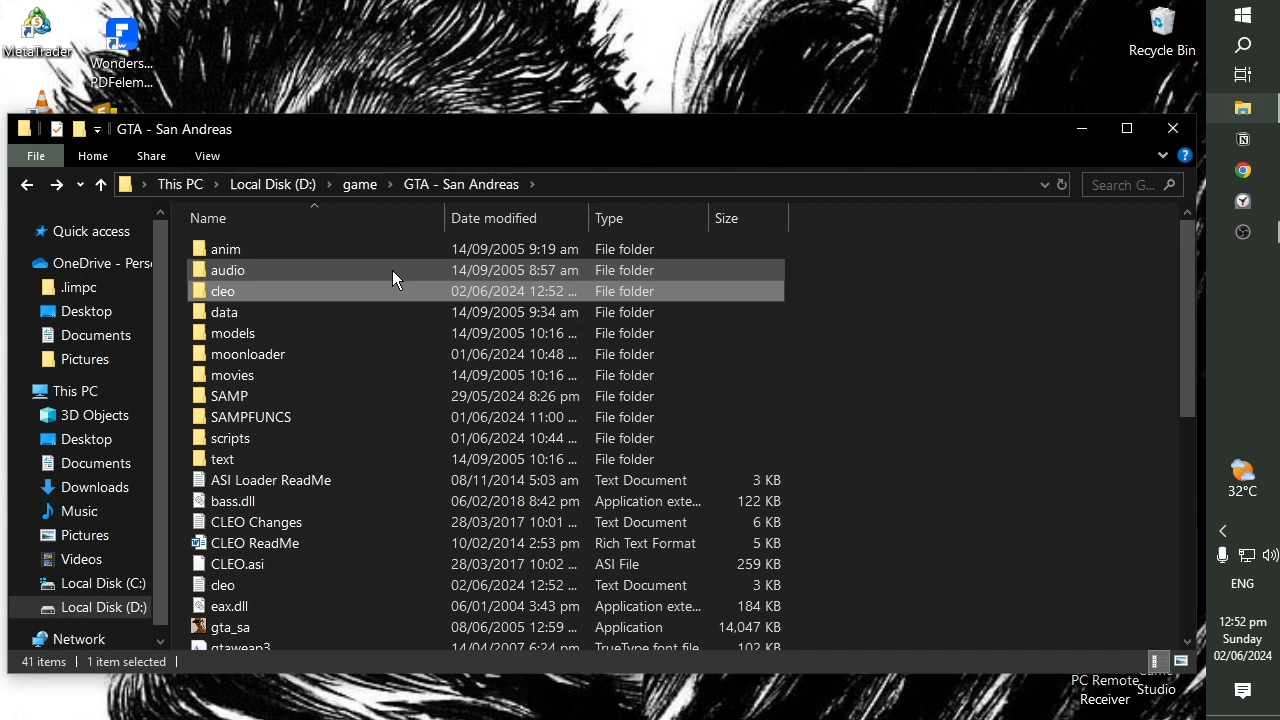 MetaTrader
Wonders...
PDFelem...
Recycle Bin
GTA - San Andreas
File
Home
Share
View
This PC
Local Disk (D:)
game
GTA - San Andreas
Search G...
Name
Date modified
Type
Size
Quick access
OneDrive - Perso
.limpc
Desktop
Documents
Pictures
This PC
3D Objects
Desktop
Documents
Downloads
Music
Pictures
Videos
Local Disk (C:)
Local Disk (D:)
Network
anim 14/09/2005 9:19 am File folder
audio 14/09/2005 8:57 am File folder
cleo 02/06/2024 12:52 ... File folder
data 14/09/2005 9:34 am File folder
models 14/09/2005 10:16 ... File folder
moonloader 01/06/2024 10:48 ... File folder
movies 14/09/2005 10:16 ... File folder
SAMP 29/05/2024 8:26 pm File folder
SAMPFUNCS 01/06/2024 11:00 ... File folder
scripts 01/06/2024 10:44 ... File folder
text 14/09/2005 10:16 ... File folder
ASI Loader ReadMe 08/11/2014 5:03 am Text Document 3 KB
bass.dll 06/02/2018 8:42 pm Application exte... 122 KB
CLEO Changes 28/03/2017 10:01 ... Text Document 6 KB
CLEO ReadMe 10/02/2014 2:53 pm Rich Text Format 5 KB
CLEO.asi 28/03/2017 10:02 ... ASI File 259 KB
cleo 02/06/2024 12:52 ... Text Document 3 KB
eax.dll 06/01/2004 3:43 pm Application exte... 184 KB
gta_sa 08/06/2005 12:59 ... Application 14,047 KB
gtaweap3 14/04/2007 6:24 pm TrueType font file 102 KB
41 items
1 item selected
32°C
ENG
12:52 pm
Sunday
02/06/2024
PC Remote
Receiver
Studio